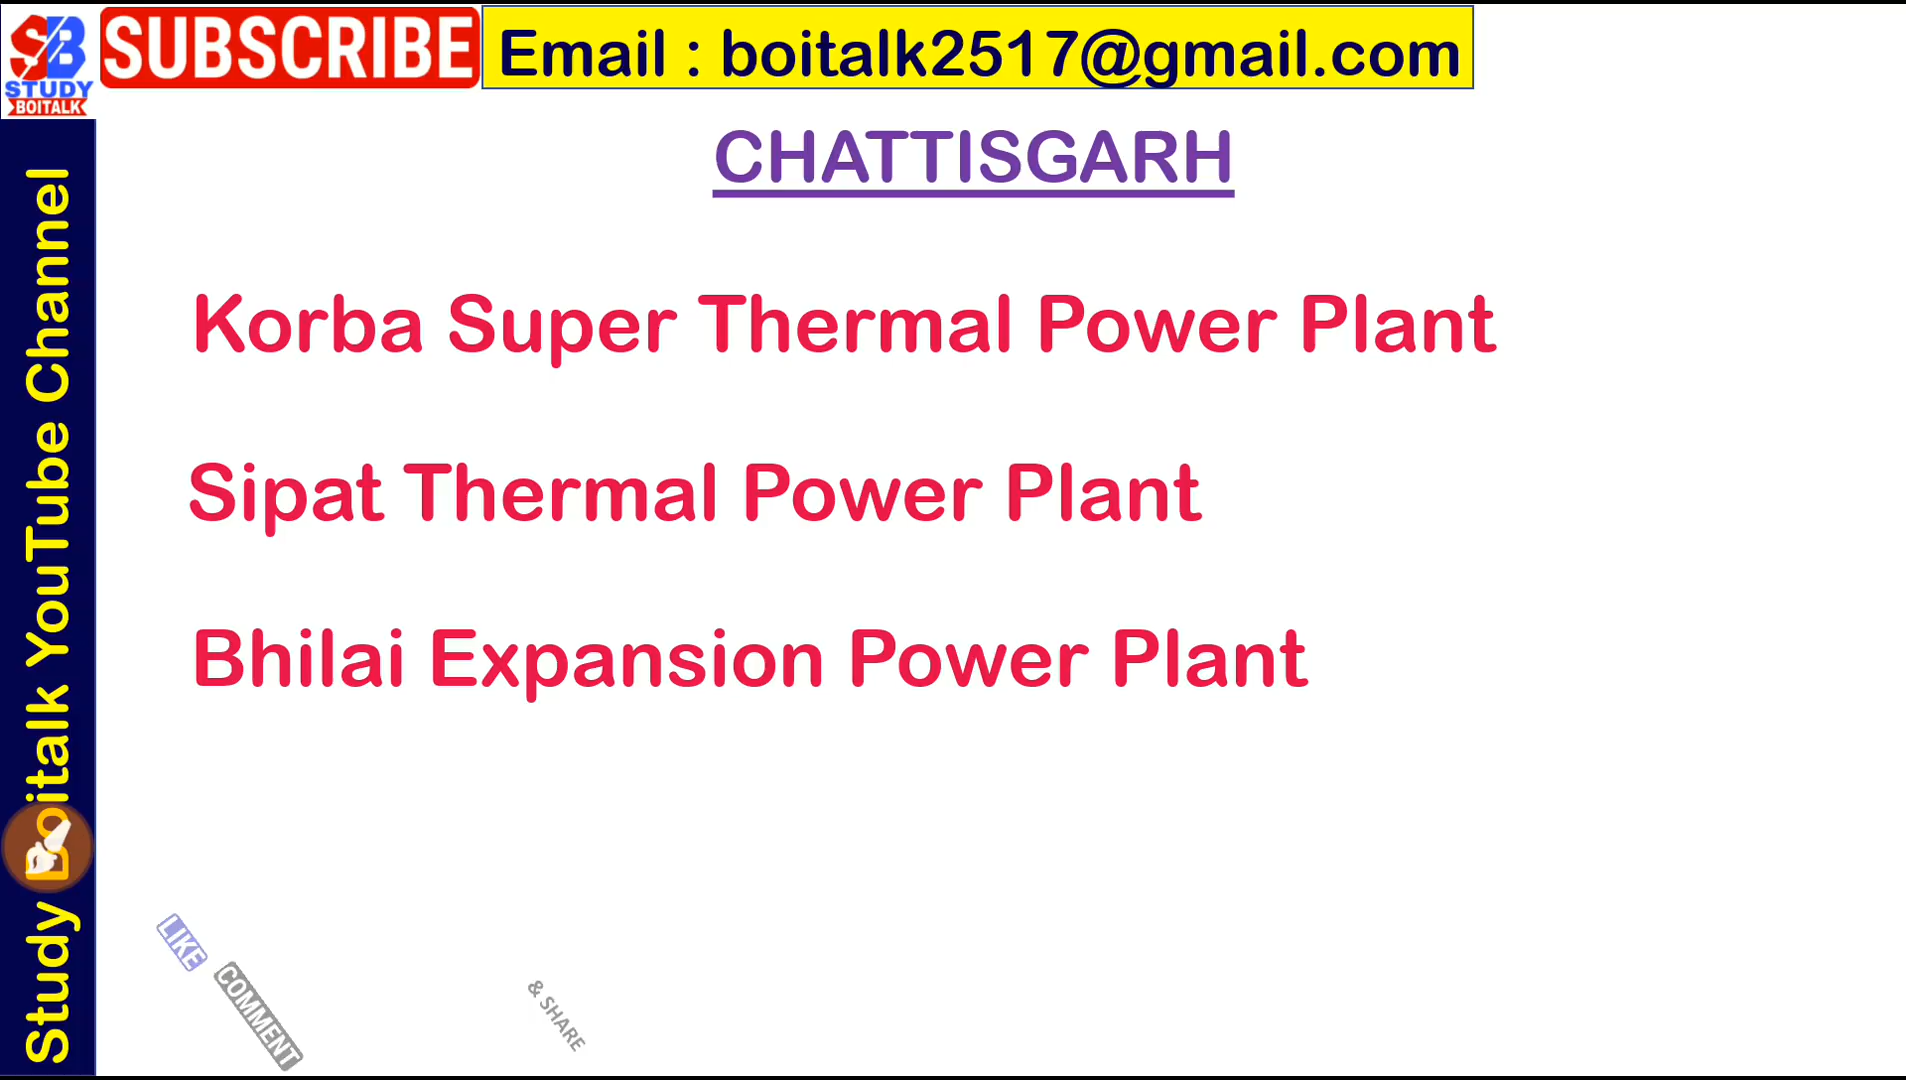 SB
STUDY
BOITALK
SUBSCRIBE
Email : boitalk2517@gmail.com
CHATTISGARH
Korba Super Thermal Power Plant
Sipat Thermal Power Plant
Bhilai Expansion Power Plant
Study Boitalk YouTube Channel
LIKE
COMMENT
& SHARE